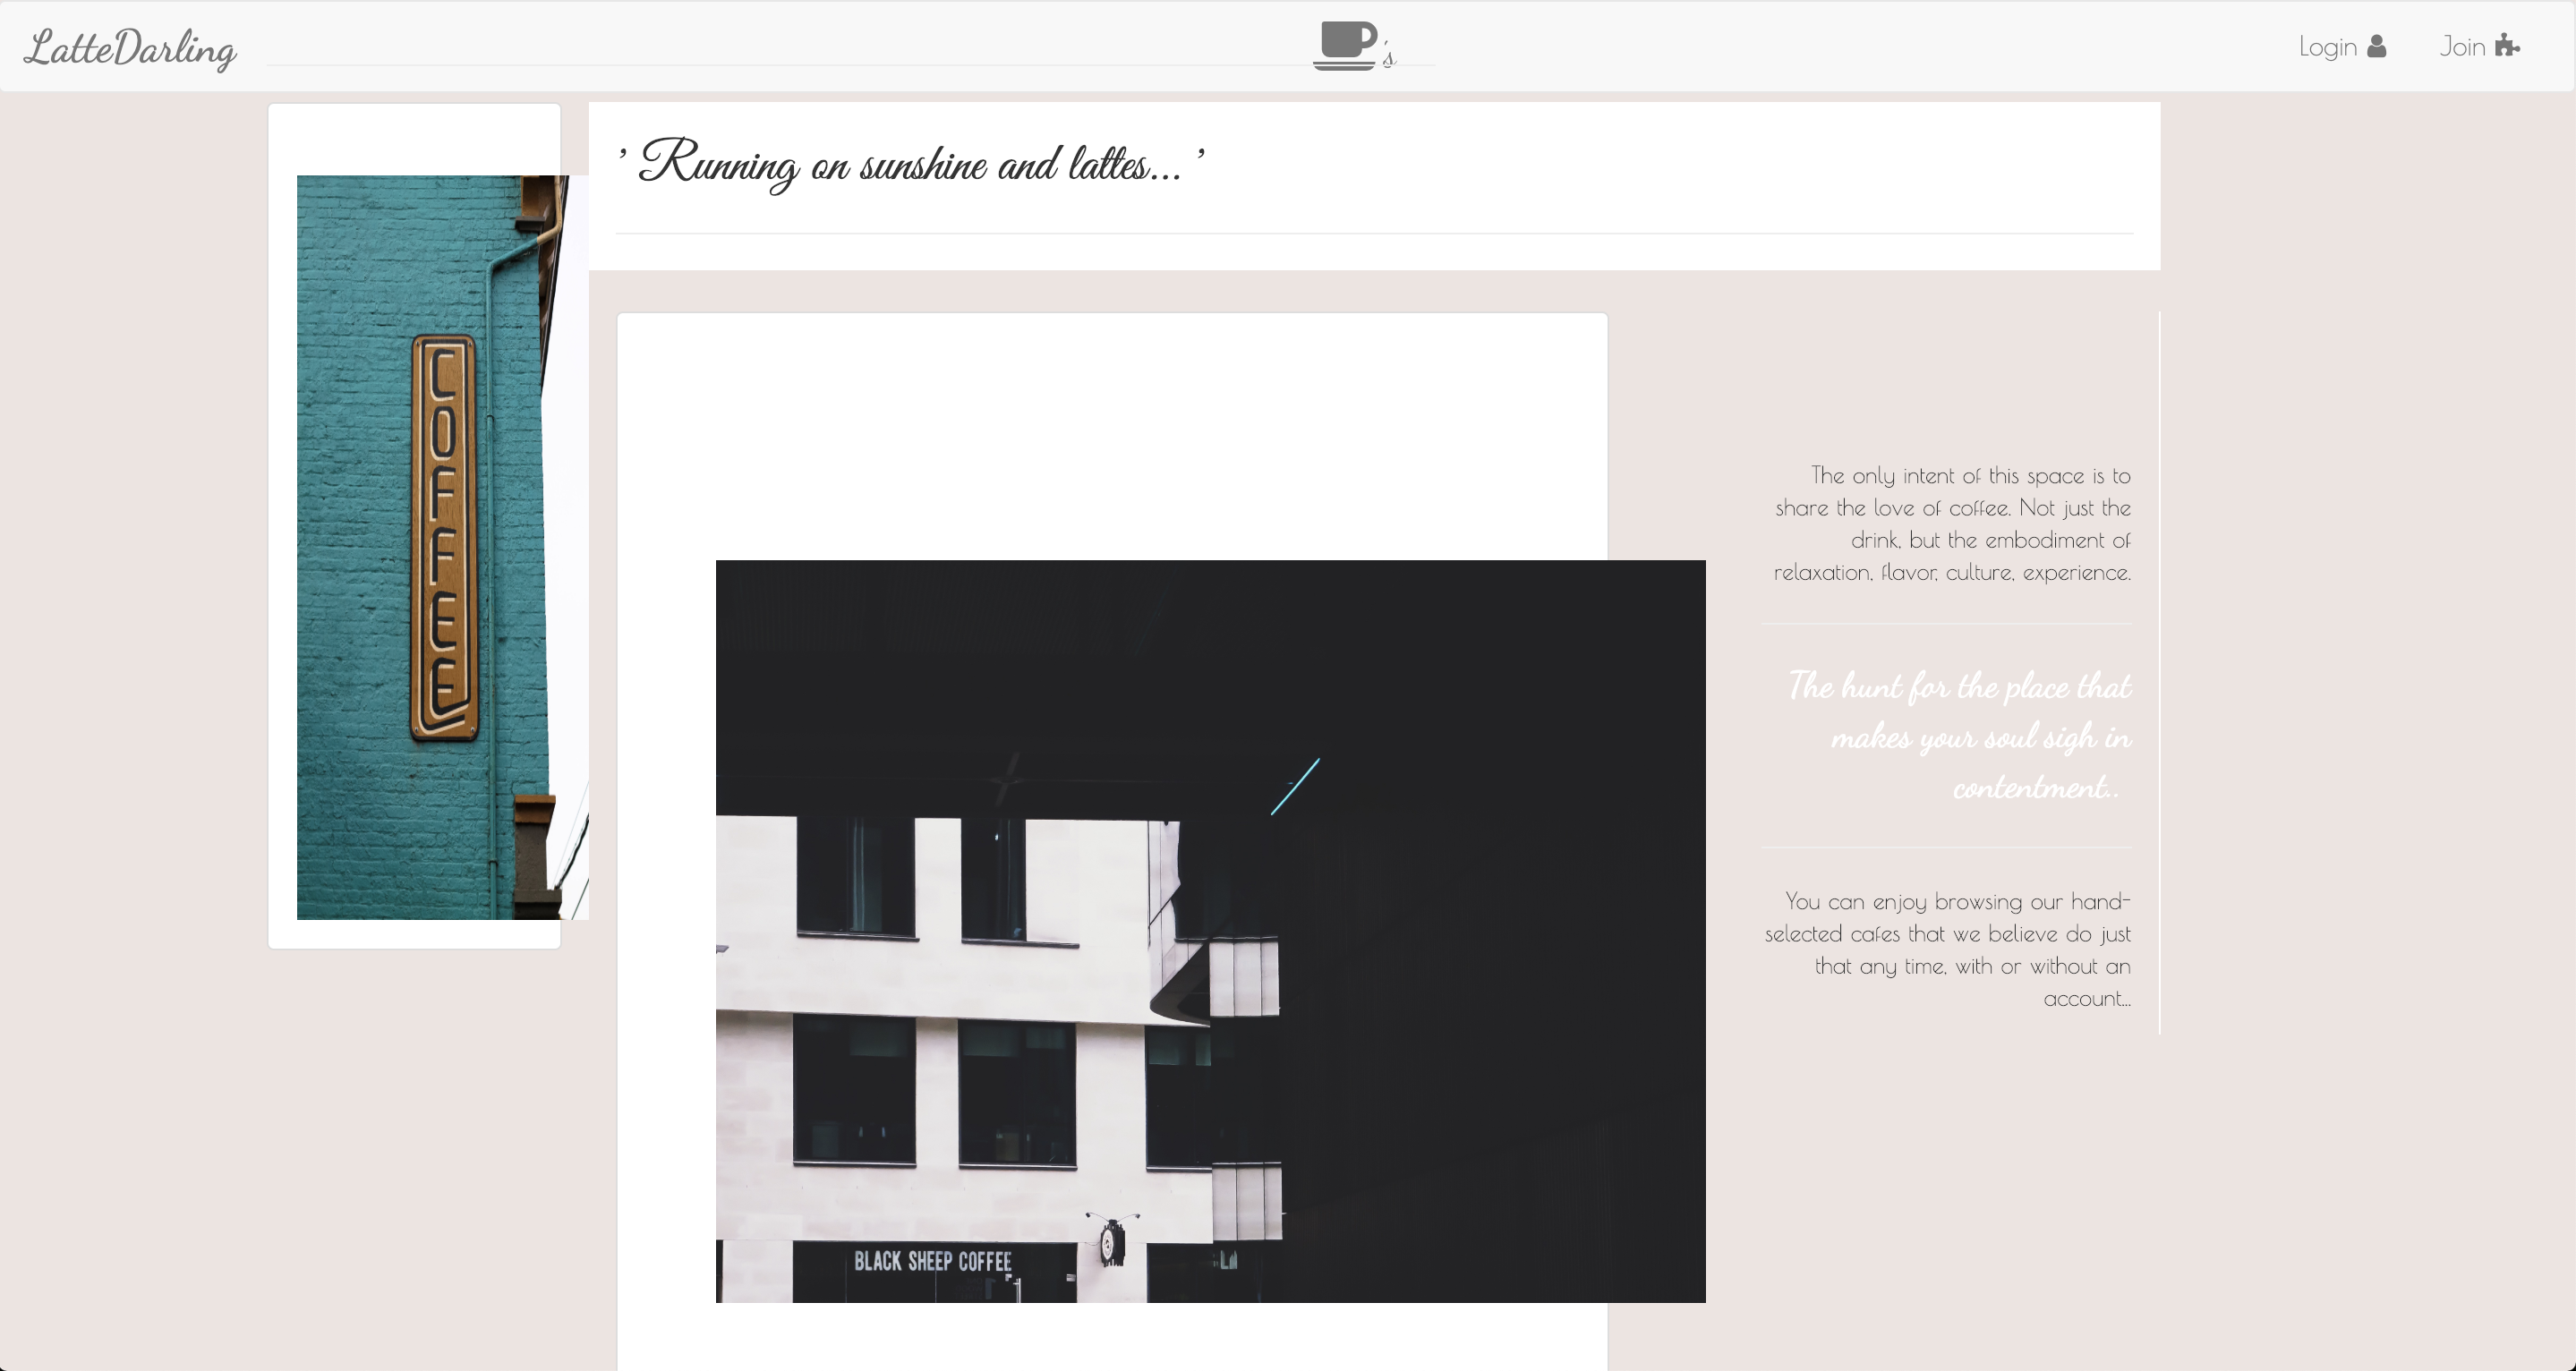 LatteDarling
's
Login
Join
' Running on sunshine and lattes... '
COFFEE
The only intent of this space is to
share the love of coffee. Not just the
drink, but the embodiment of
relaxation, flavor, culture, experience.
The hunt for the place that
makes your soul sigh in
contentment..
You can enjoy browsing our hand-
selected cafes that we believe do just
that any time, with or without an
account...
BLACK SHEEP COFFEE